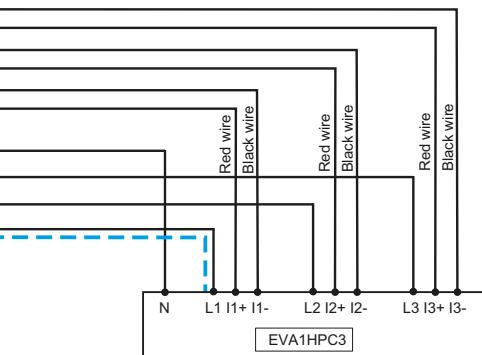 Red wire
Black wire
Red wire
Black wire
Red wire
Black wire
N L1 I1+ I1- L2 I2+ I2- L3 I3+ I3-
EVA1HPC3